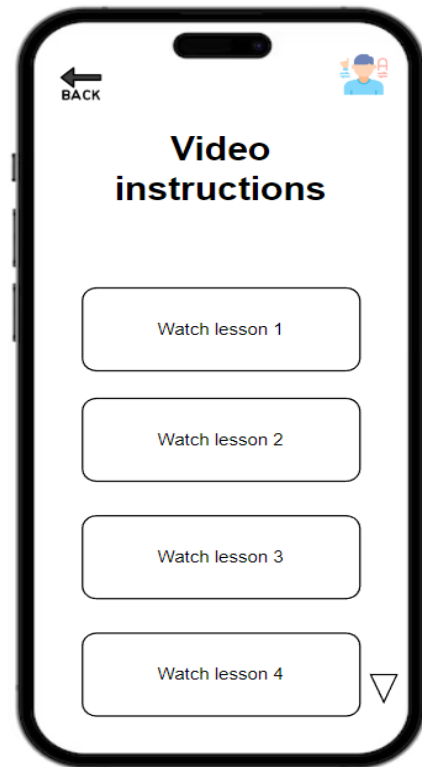 BACK
A
Video
instructions
Watch lesson 1
Watch lesson 2
Watch lesson 3
Watch lesson 4